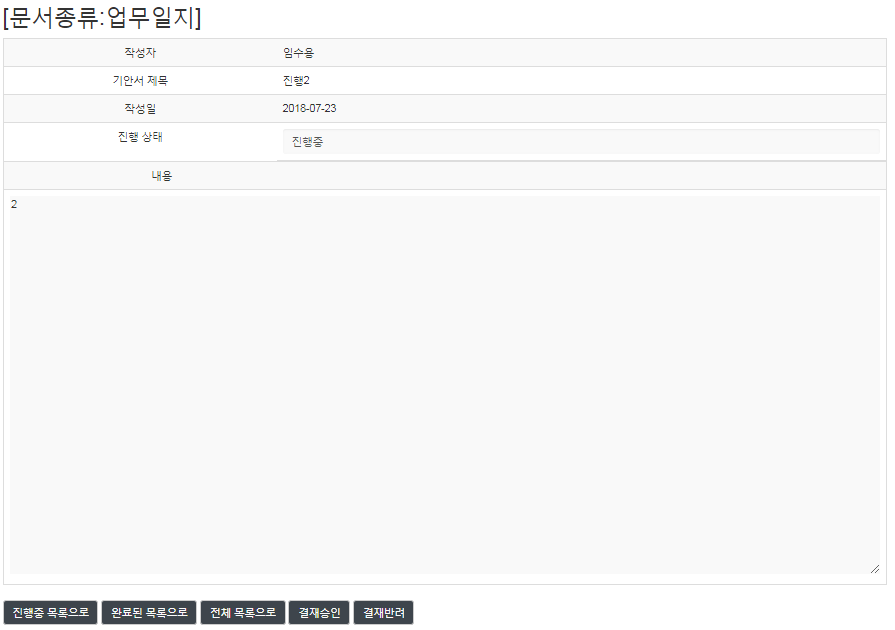 [문서종류:업무일지]
작성자 임수용
기안서 제목 진행2
작성일 2018-07-23
진행 상태 진행중
내용
2
진행중 목록으로 완료된 목록으로 전체 목록으로 결재승인 결재반려